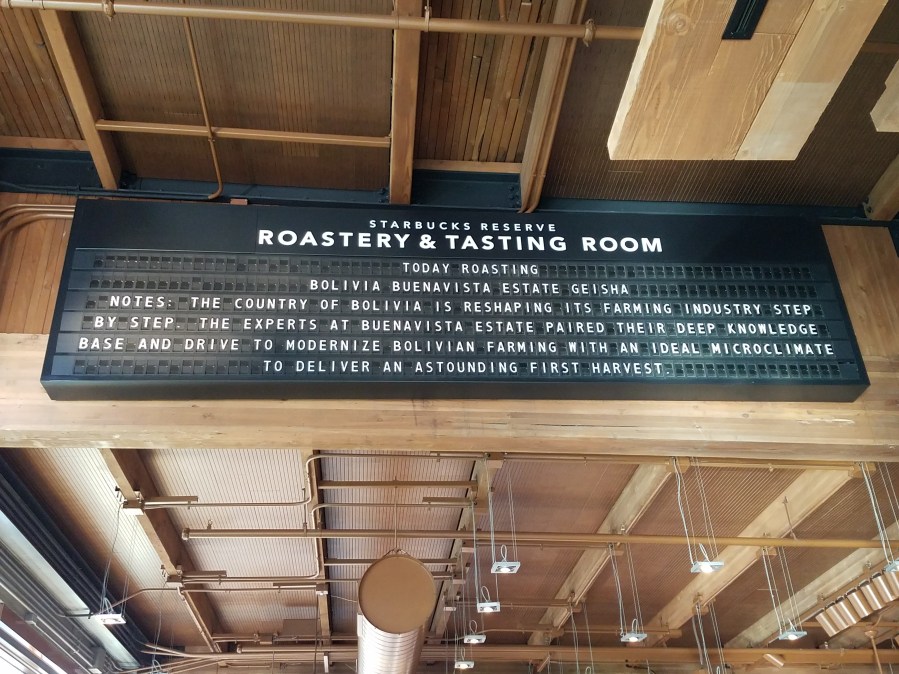 STARBUCKS RESERVE
ROASTERY & TASTING ROOM
TODAY ROASTING
BOLIVIA BUENAVISTA ESTATE GEISHA
NOTES: THE COUNTRY OF BOLIVIA IS RESHAPING ITS FARMING INDUSTRY STEP
BY STEP. THE EXPERTS AT BUENAVISTA ESTATE PAIRED THEIR DEEP KNOWLEDGE
BASE AND DRIVE TO MODERNIZE BOLIVIAN FARMING WITH AN IDEAL MICROCLIMATE
TO DELIVER AN ASTOUNDING FIRST HARVEST.